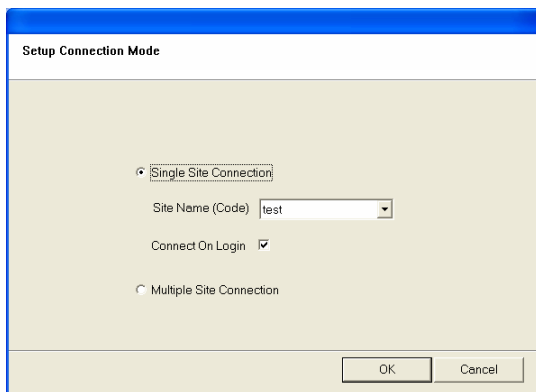 Setup Connection Mode
Single Site Connection
Site Name (Code) test
Connect On Login
Multiple Site Connection
OK Cancel